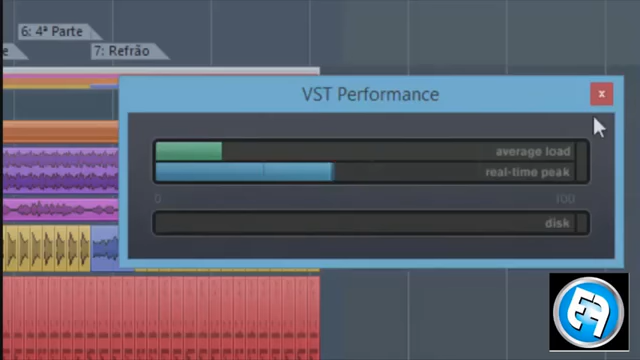 6: 4ª Parte
e
7: Refrão
VST Performance
x
average load
real-time peak
0
100
disk